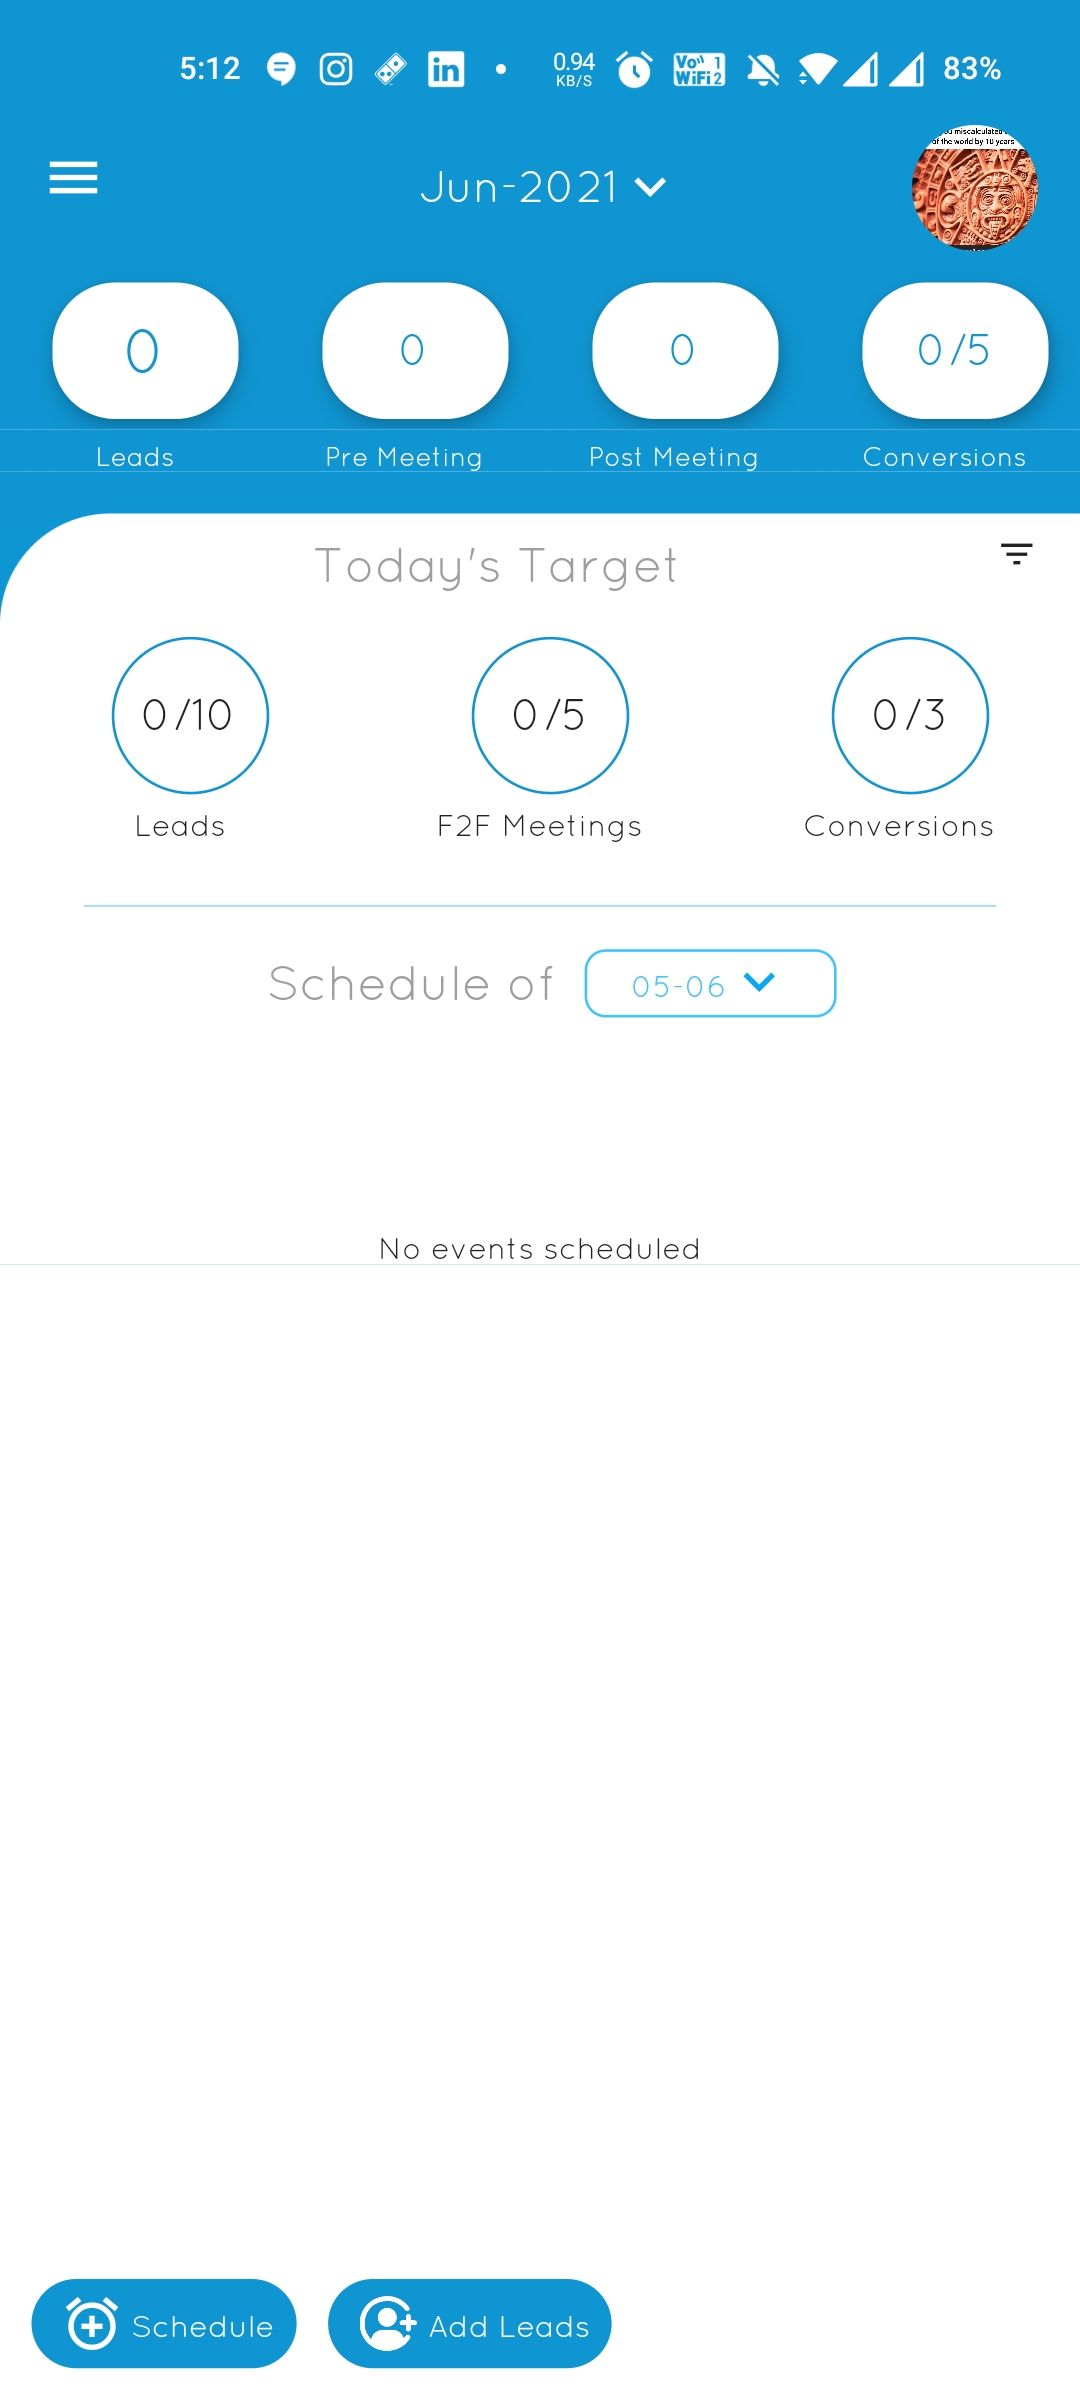 5:12 in 0.94 KB/S Vo WiFi 1 2 83%
miscalculated
of the world by 10 years
Jun-2021
0 0 0 0/5
Leads Pre Meeting Post Meeting Conversions
Today's Target
0/10 0/5 0/3
Leads F2F Meetings Conversions
Schedule of 05-06
No events scheduled
Schedule Add Leads